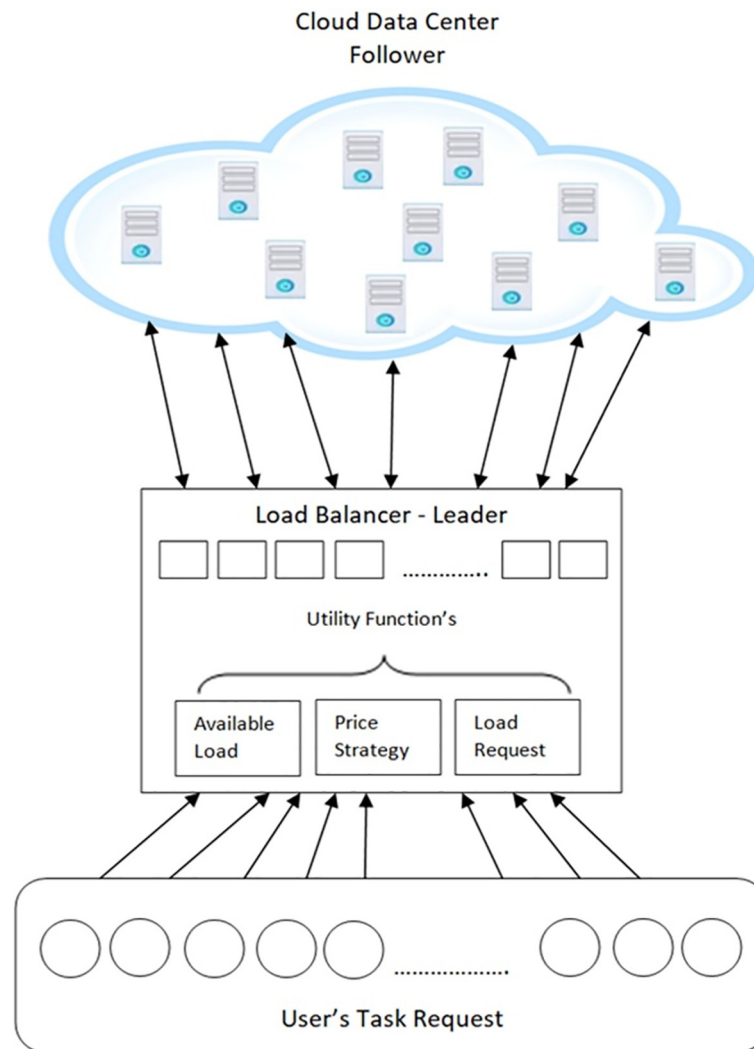 Cloud Data Center
Follower
Load Balancer - Leader
…………..
Utility Function's
Available
Load
Price
Strategy
Load
Request
……………….
User's Task Request